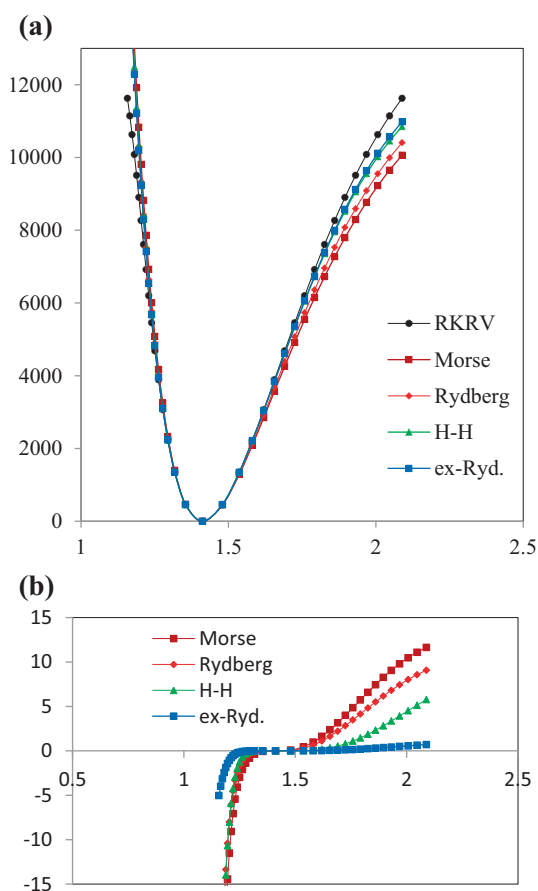 (a)
12000
10000
8000
6000
4000
2000
0
RKRV
Morse
Rydberg
H-H
ex-Ryd.
1 1.5 2 2.5
(b)
15
10
5
0
-5
-10
-15
Morse
Rydberg
H-H
ex-Ryd.
0.5 1 1.5 2 2.5